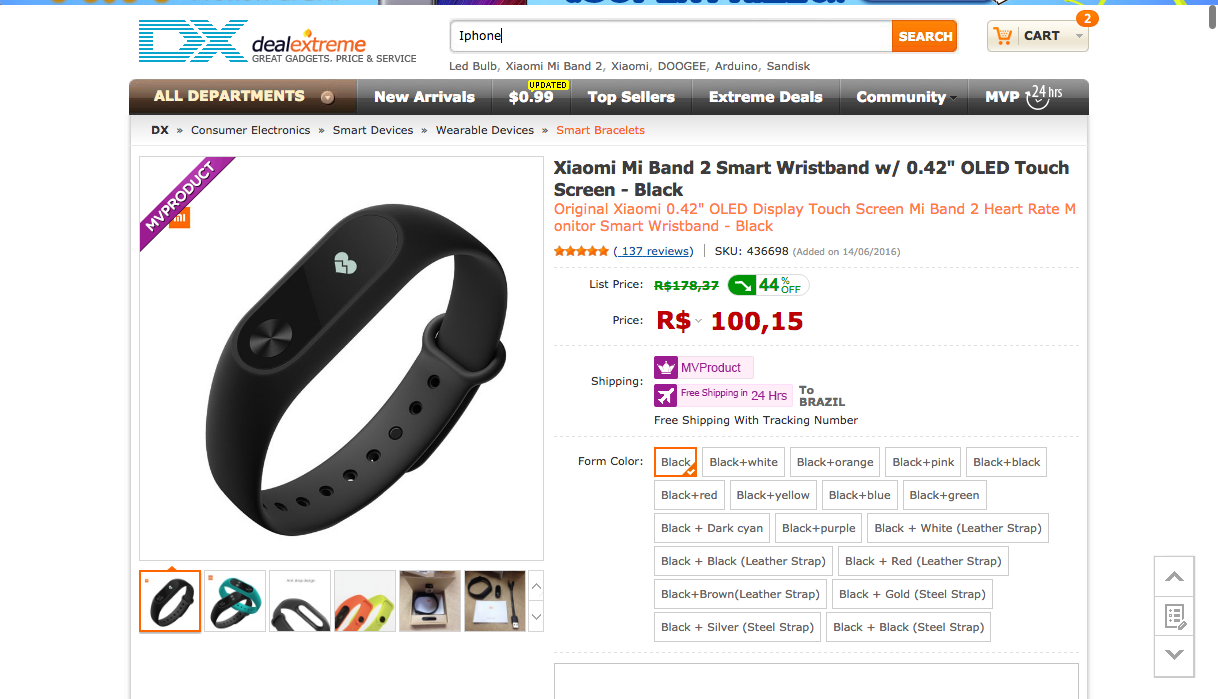 DX dealextreme
GREAT GADGETS. PRICE & SERVICE
Iphone
SEARCH
2
CART
Led Bulb, Xiaomi Mi Band 2, Xiaomi, DOOGEE, Arduino, Sandisk
ALL DEPARTMENTS
New Arrivals
UPDATED
$0.99
Top Sellers
Extreme Deals
Community
MVP 24hrs
DX » Consumer Electronics » Smart Devices » Wearable Devices » Smart Bracelets
MVPRODUCT
mi
Xiaomi Mi Band 2 Smart Wristband w/ 0.42" OLED Touch
Screen - Black
Original Xiaomi 0.42" OLED Display Touch Screen Mi Band 2 Heart Rate M
onitor Smart Wristband - Black
( 137 reviews) SKU: 436698 (Added on 14/06/2016)
List Price: R$178,37 44% OFF
Price: R$ 100,15
Shipping: MVProduct
Free Shipping in 24 Hrs To BRAZIL
Free Shipping With Tracking Number
Form Color: Black Black+white Black+orange Black+pink Black+black
Black+red Black+yellow Black+blue Black+green
Black + Dark cyan Black+purple Black + White (Leather Strap)
Black + Black (Leather Strap) Black + Red (Leather Strap)
Black+Brown(Leather Strap) Black + Gold (Steel Strap)
Black + Silver (Steel Strap) Black + Black (Steel Strap)